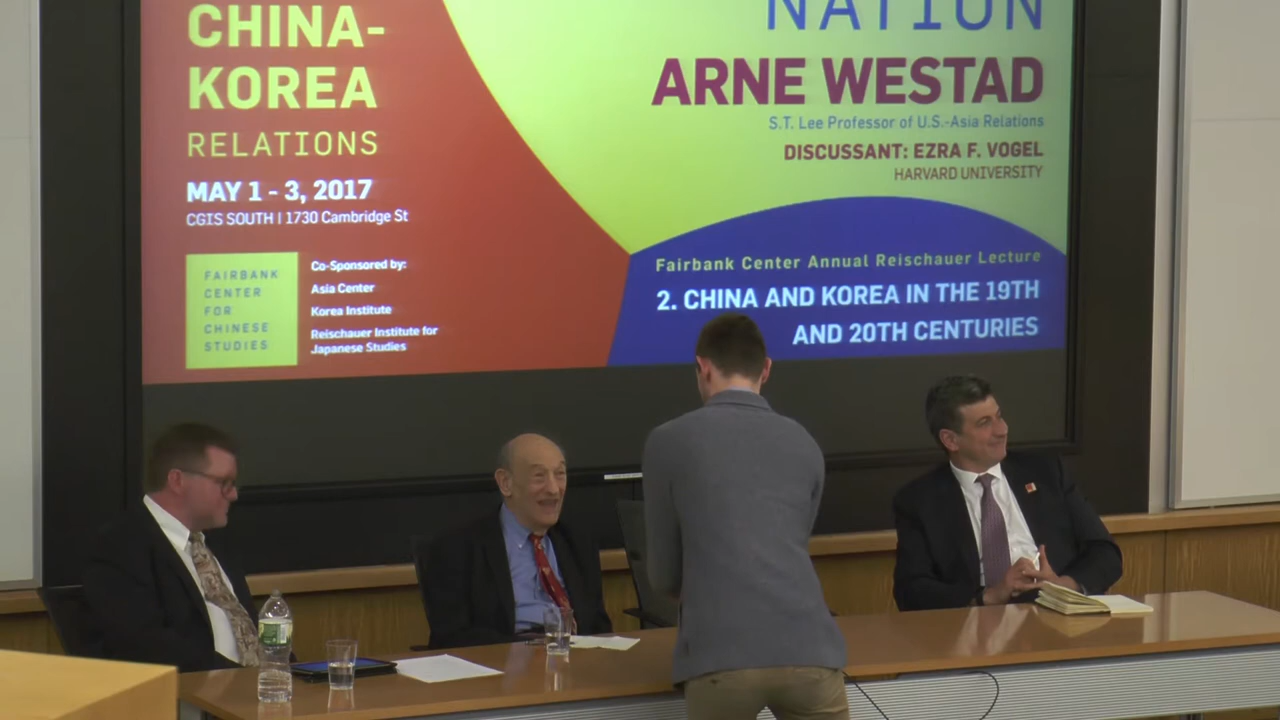 CHINA-
KOREA
RELATIONS
MAY 1 - 3, 2017
CGIS SOUTH | 1730 Cambridge St
FAIRBANK
CENTER
FOR
CHINESE
STUDIES
Co-Sponsored by:
Asia Center
Korea Institute
Reischauer Institute for
Japanese Studies
NATION
ARNE WESTAD
S.T. Lee Professor of U.S.-Asia Relations
DISCUSSANT: EZRA F. VOGEL
HARVARD UNIVERSITY
Fairbank Center Annual Reischauer Lecture
2. CHINA AND KOREA IN THE 19TH
AND 20TH CENTURIES